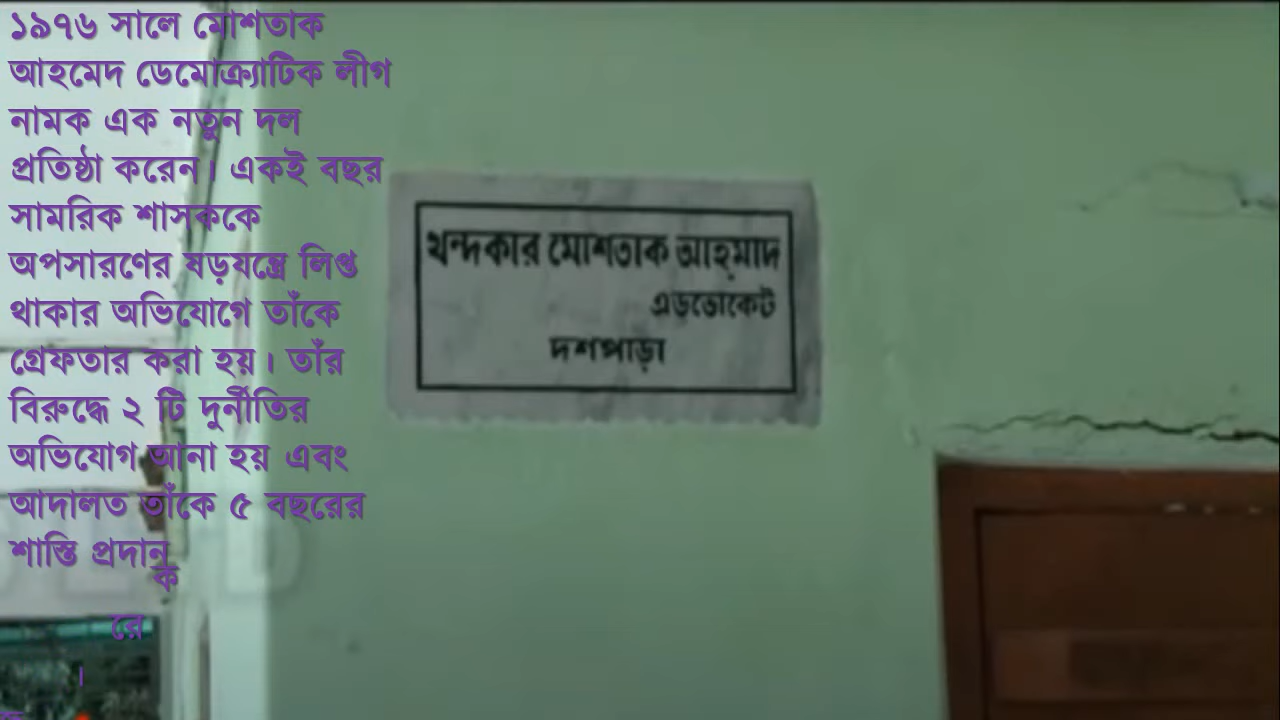 ১৯৭৬ সালে মোশতাক
আহমেদ ডেমোক্র্যাটিক লীগ
নামক এক নতুন দল
প্রতিষ্ঠা করেন। একই বছর
সামরিক শাসককে
অপসারণের ষড়যন্ত্রে লিপ্ত
থাকার অভিযোগে তাঁকে
গ্রেফতার করা হয়। তাঁর
বিরুদ্ধে ২ টি দুর্নীতির
অভিযোগ আনা হয় এবং
আদালত তাঁকে ৫ বছরের
শাস্তি প্রদান
ক
রে
।
খন্দকার মোশতাক আহমাদ
এডভোকেট
দশপাড়া